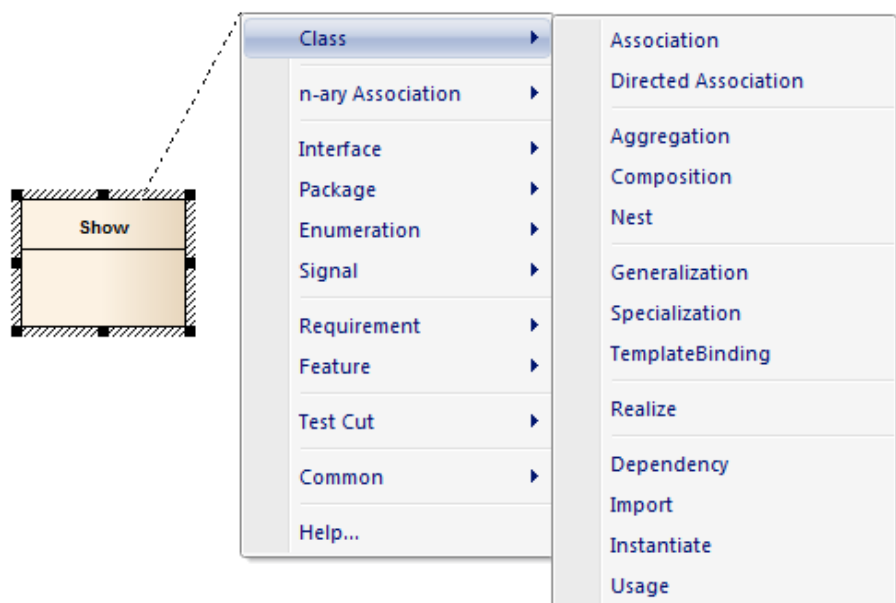 Show
Class
n-ary Association
Interface
Package
Enumeration
Signal
Requirement
Feature
Test Cut
Common
Help...
Association
Directed Association
Aggregation
Composition
Nest
Generalization
Specialization
TemplateBinding
Realize
Dependency
Import
Instantiate
Usage